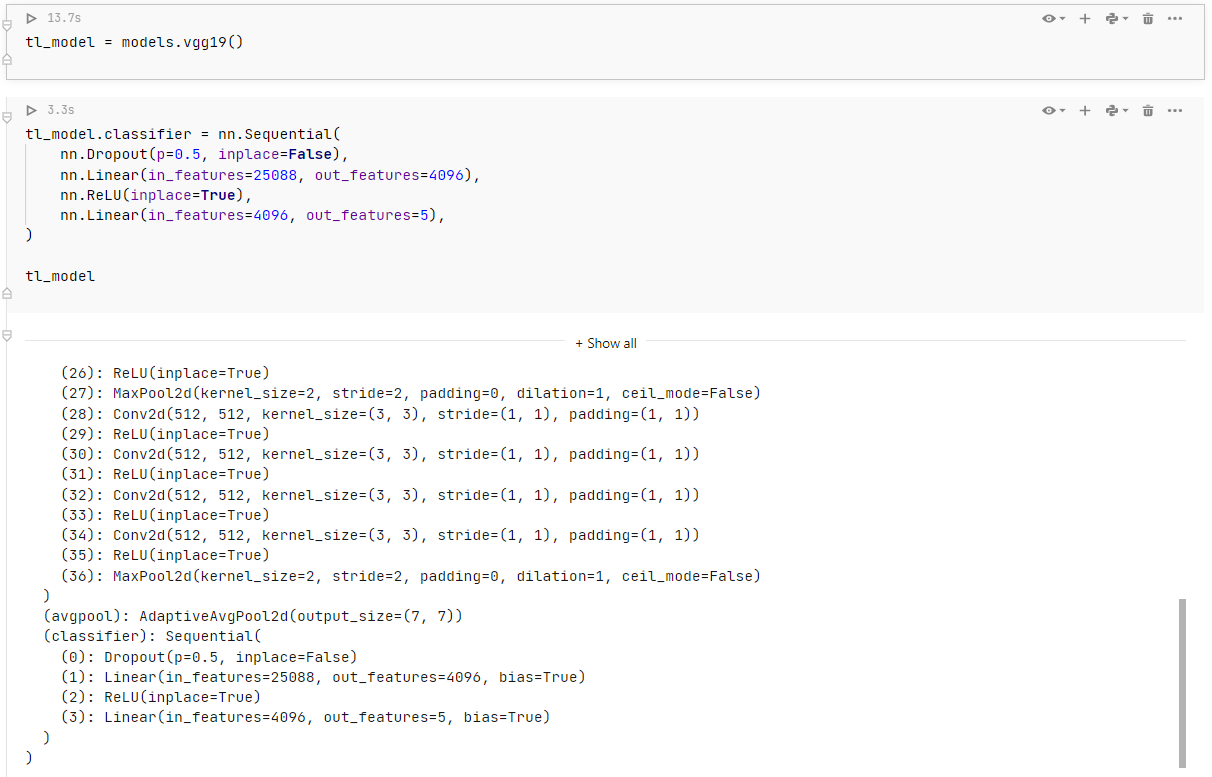 13.7s
tl_model = models.vgg19()
3.3s
tl_model.classifier = nn.Sequential(
    nn.Dropout(p=0.5, inplace=False),
    nn.Linear(in_features=25088, out_features=4096),
    nn.ReLU(inplace=True),
    nn.Linear(in_features=4096, out_features=5),
)
tl_model
+ Show all
    (26): ReLU(inplace=True)
    (27): MaxPool2d(kernel_size=2, stride=2, padding=0, dilation=1, ceil_mode=False)
    (28): Conv2d(512, 512, kernel_size=(3, 3), stride=(1, 1), padding=(1, 1))
    (29): ReLU(inplace=True)
    (30): Conv2d(512, 512, kernel_size=(3, 3), stride=(1, 1), padding=(1, 1))
    (31): ReLU(inplace=True)
    (32): Conv2d(512, 512, kernel_size=(3, 3), stride=(1, 1), padding=(1, 1))
    (33): ReLU(inplace=True)
    (34): Conv2d(512, 512, kernel_size=(3, 3), stride=(1, 1), padding=(1, 1))
    (35): ReLU(inplace=True)
    (36): MaxPool2d(kernel_size=2, stride=2, padding=0, dilation=1, ceil_mode=False)
  )
  (avgpool): AdaptiveAvgPool2d(output_size=(7, 7))
  (classifier): Sequential(
    (0): Dropout(p=0.5, inplace=False)
    (1): Linear(in_features=25088, out_features=4096, bias=True)
    (2): ReLU(inplace=True)
    (3): Linear(in_features=4096, out_features=5, bias=True)
  )
)